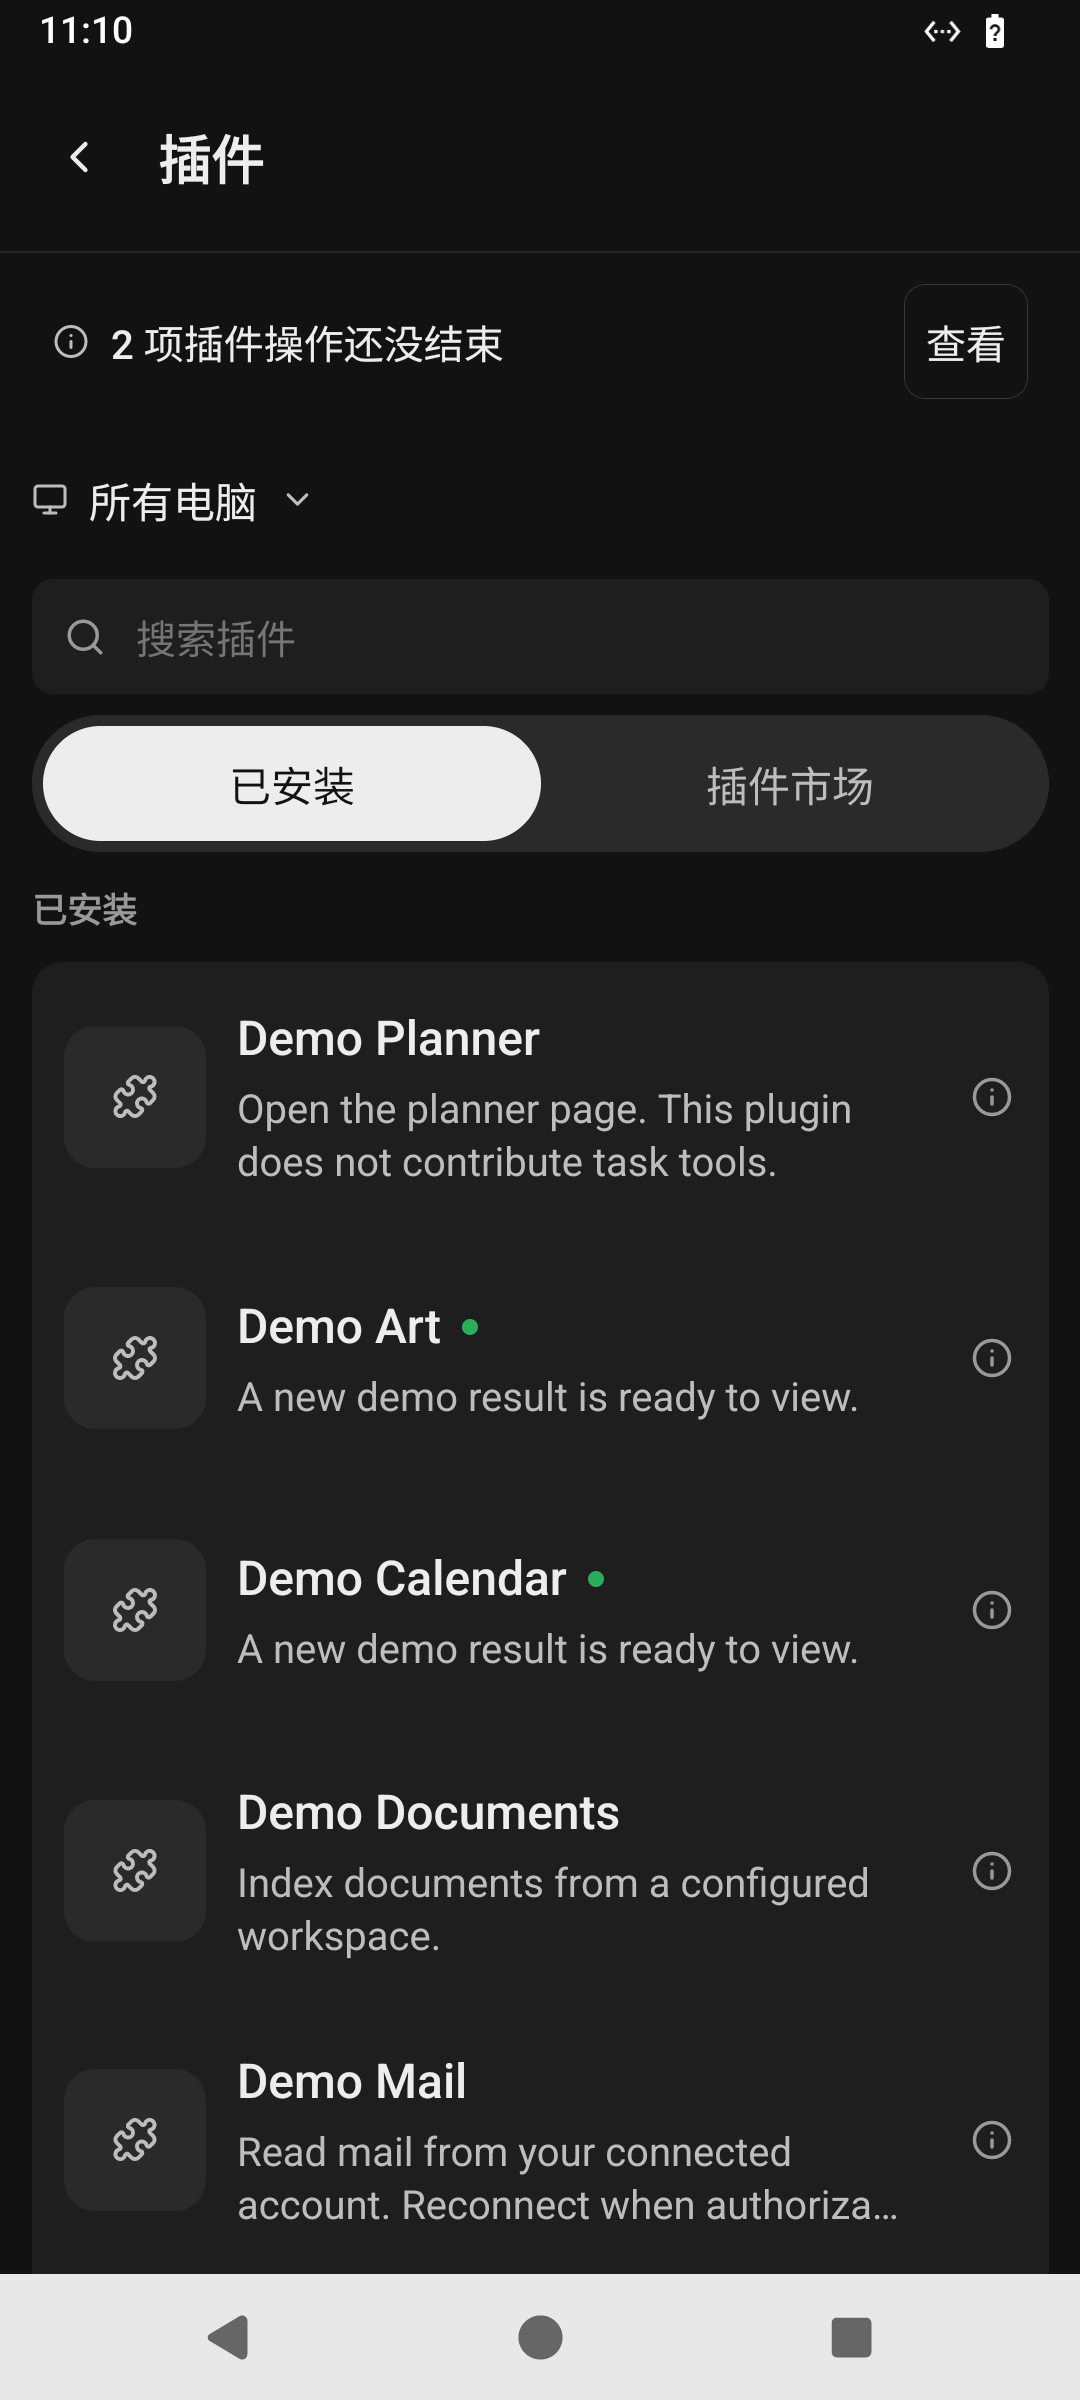 11:10
插件
2 项插件操作还没结束
查看
所有电脑
搜索插件
已安装
插件市场
已安装
Demo Planner
Open the planner page. This plugin
does not contribute task tools.
Demo Art
A new demo result is ready to view.
Demo Calendar
A new demo result is ready to view.
Demo Documents
Index documents from a configured
workspace.
Demo Mail
Read mail from your connected
account. Reconnect when authoriza…